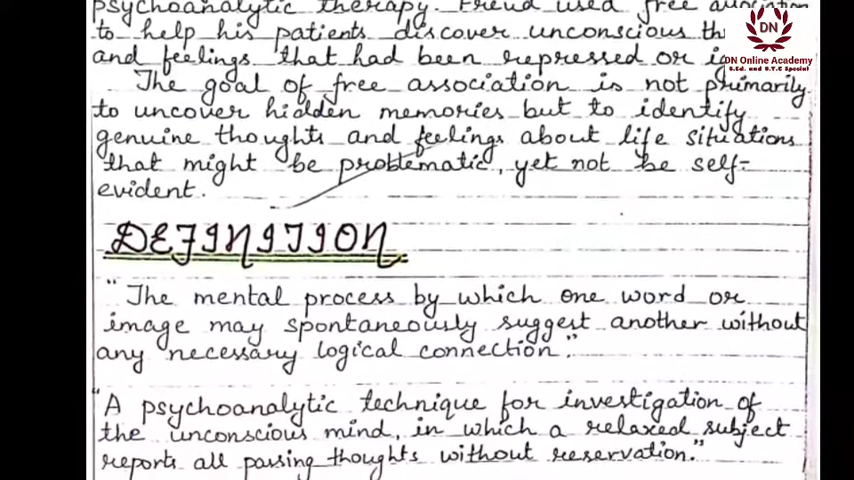 psychoanalytic therapy. Freud used free association
to help his patients discover unconscious
and feelings that had been repressed or
The goal of free association is not primarily
to uncover hidden memories but to identify
genuine thoughts and feelings about life situations
that might be problematic, yet not be self-
evident.
DEFINITION
"The mental process by which one word or
image may spontaneously suggest another without
any necessary logical connection."
"A psychoanalytic technique for investigation of
the unconscious mind, in which a relaxed subject
reports all passing thoughts without reservation."
DN
DN Online Academy
B.Ed. and B.T.C Special